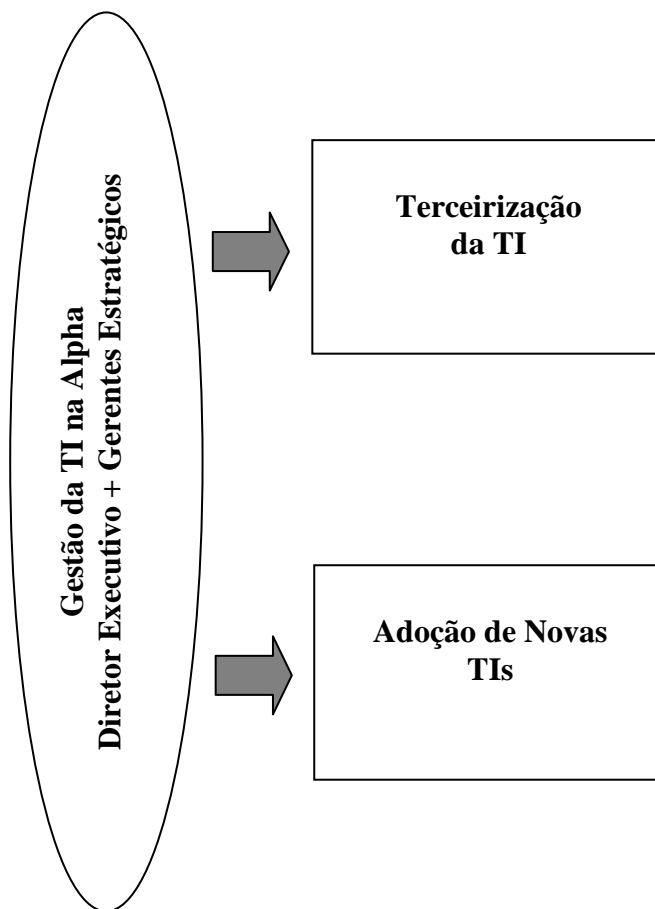 Gestão da TI na Alpha
Diretor Executivo + Gerentes Estratégicos
Terceirização
da TI
Adoção de Novas
TIs